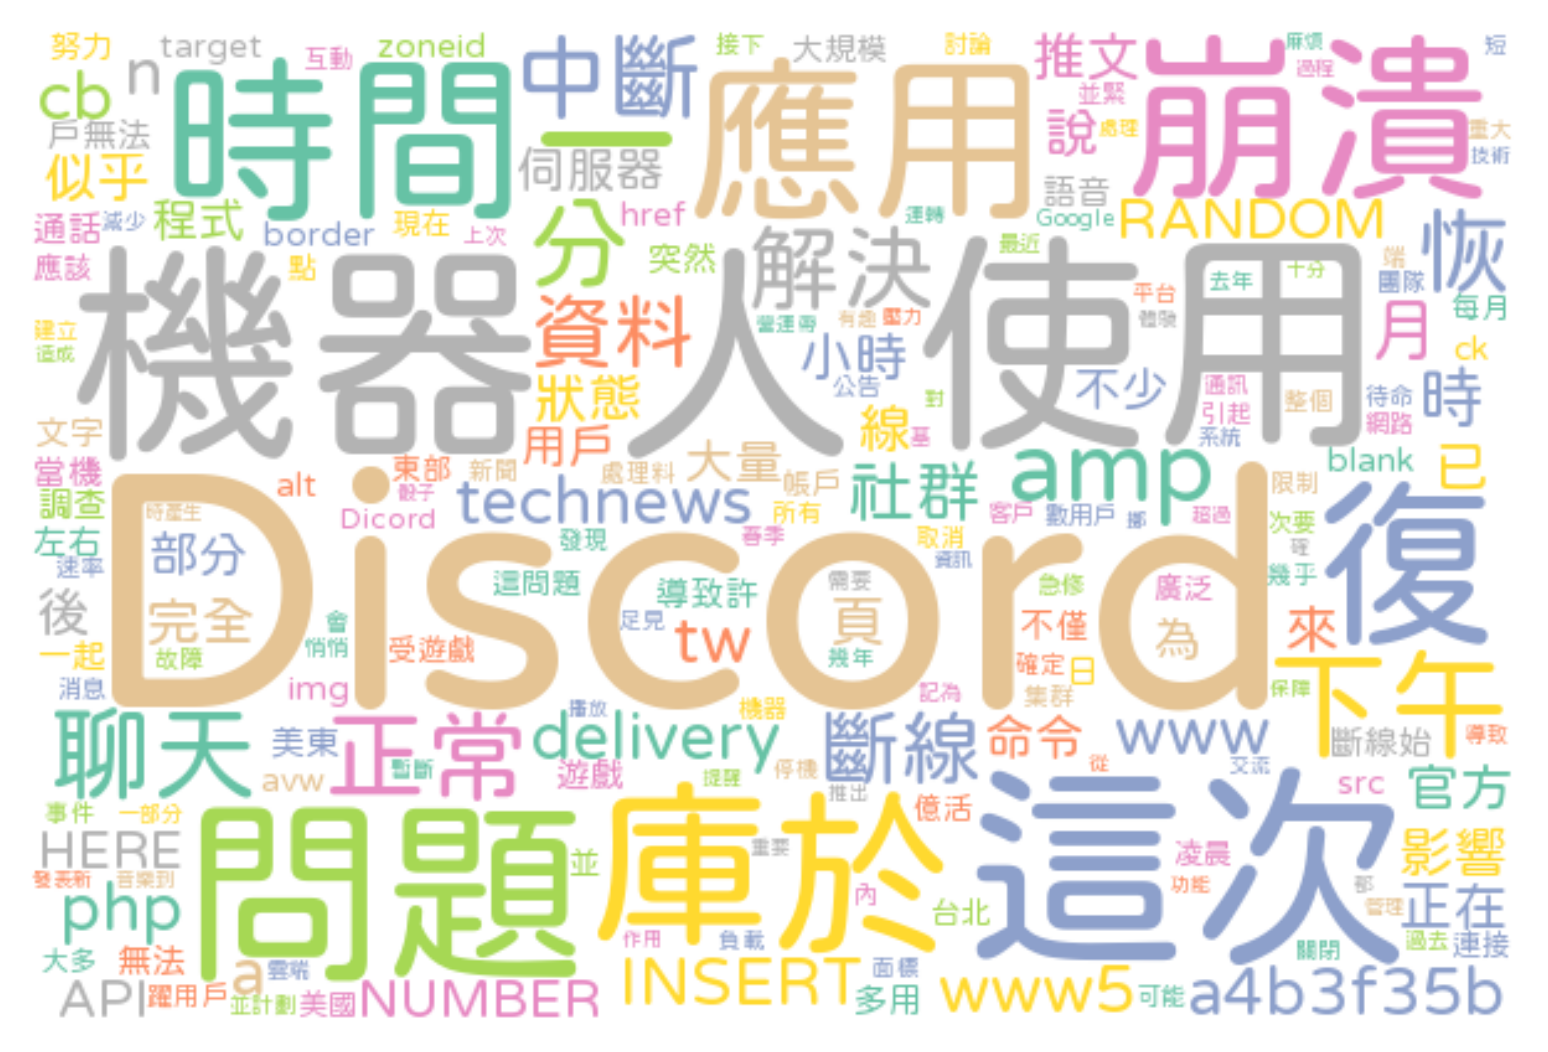 努力 target 互動 zoneid 中斷 接下 大規模 討論 推文 麻煩 崩潰 短
cb n 時間 應用 過程
戶無法 一 伺服器 並緊 說 處理 重大
似乎 技術
通話 減少 程式 border 現在 上次 分 href 突然 運轉 語音 Google RANDOM 恢
應該 點 機器人使用 解決 最近 端 十分
資料 平台 去年 團隊 每月
建立 營運商 有趣 壓力 體驗 月
造成 小時 ck
狀態 公告 對 不少 通訊 整個 待命 時
文字 用戶 線 基 引起 網路
當機 東部 新聞 處理料 大量 系統 blank 已
調查 alt 骰子 technews 帳戶 社群 amp 限制
時產生 Dicord 所有 客戶 數用戶 挪 超過 次要 復
左右 部分 Discord 發現 春季 取消 確
速率 這問題 資訊 幾乎
後 完全 導致許 需要 急修 廣泛
會 足見 頁 不僅 為 來
一起 故障 悄悄 受遊戲 tw 幾年 確定 日
消息 img 記為 集群 保障 下午
聊天 美東 正常 播放 機器 斷線 命令 www 斷線始 導致
avw 斷斷 delivery 遊戲 提醒 停機 從 交流 src 官方
事件 一部分 推出 億活
HERE 問題 並 庫於 重要 這次 凌晨 影響
發表新 音樂到 內 功能 都
php 台北 管理 正在
大多 無法 作用 負載 關閉 過去 連接
a 雲端 面標
API 躍用戶 並計劃 美國 NUMBER INSERT 多用 www5 可能 a4b3f35b